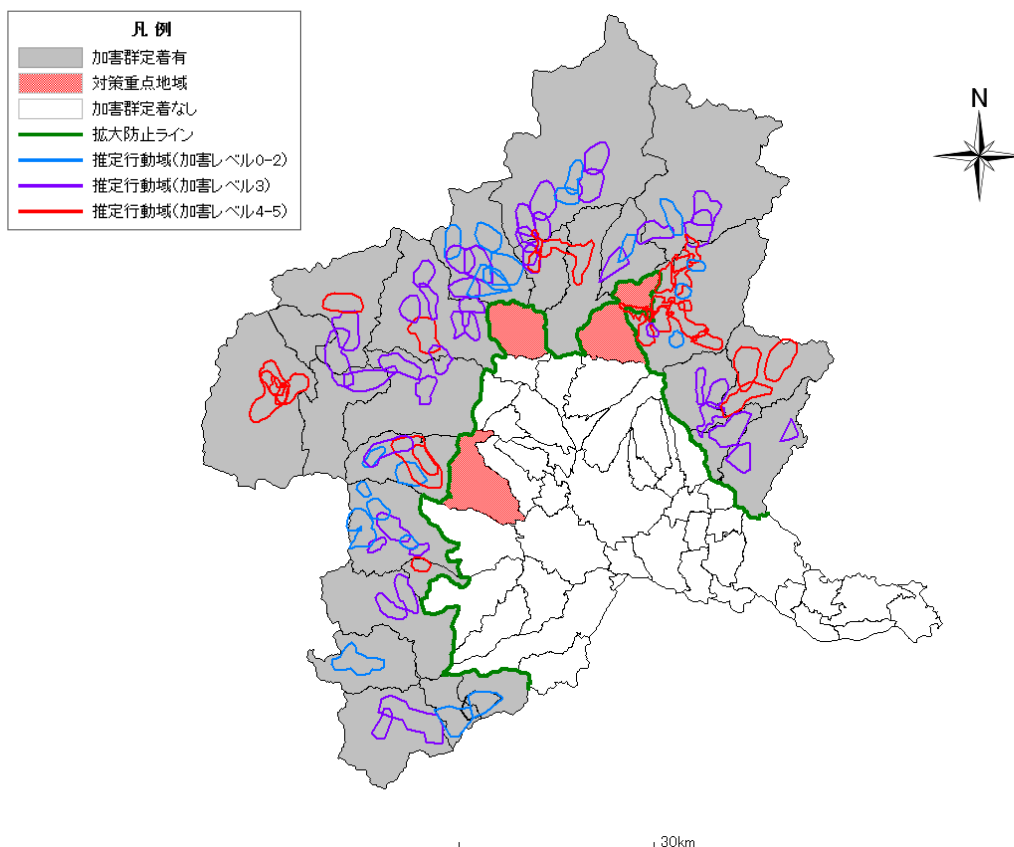 凡 例
加害群定着有
対策重点地域
加害群定着なし
拡大防止ライン
推定行動域(加害レベル0-2)
推定行動域(加害レベル3)
推定行動域(加害レベル4-5)
N
30km